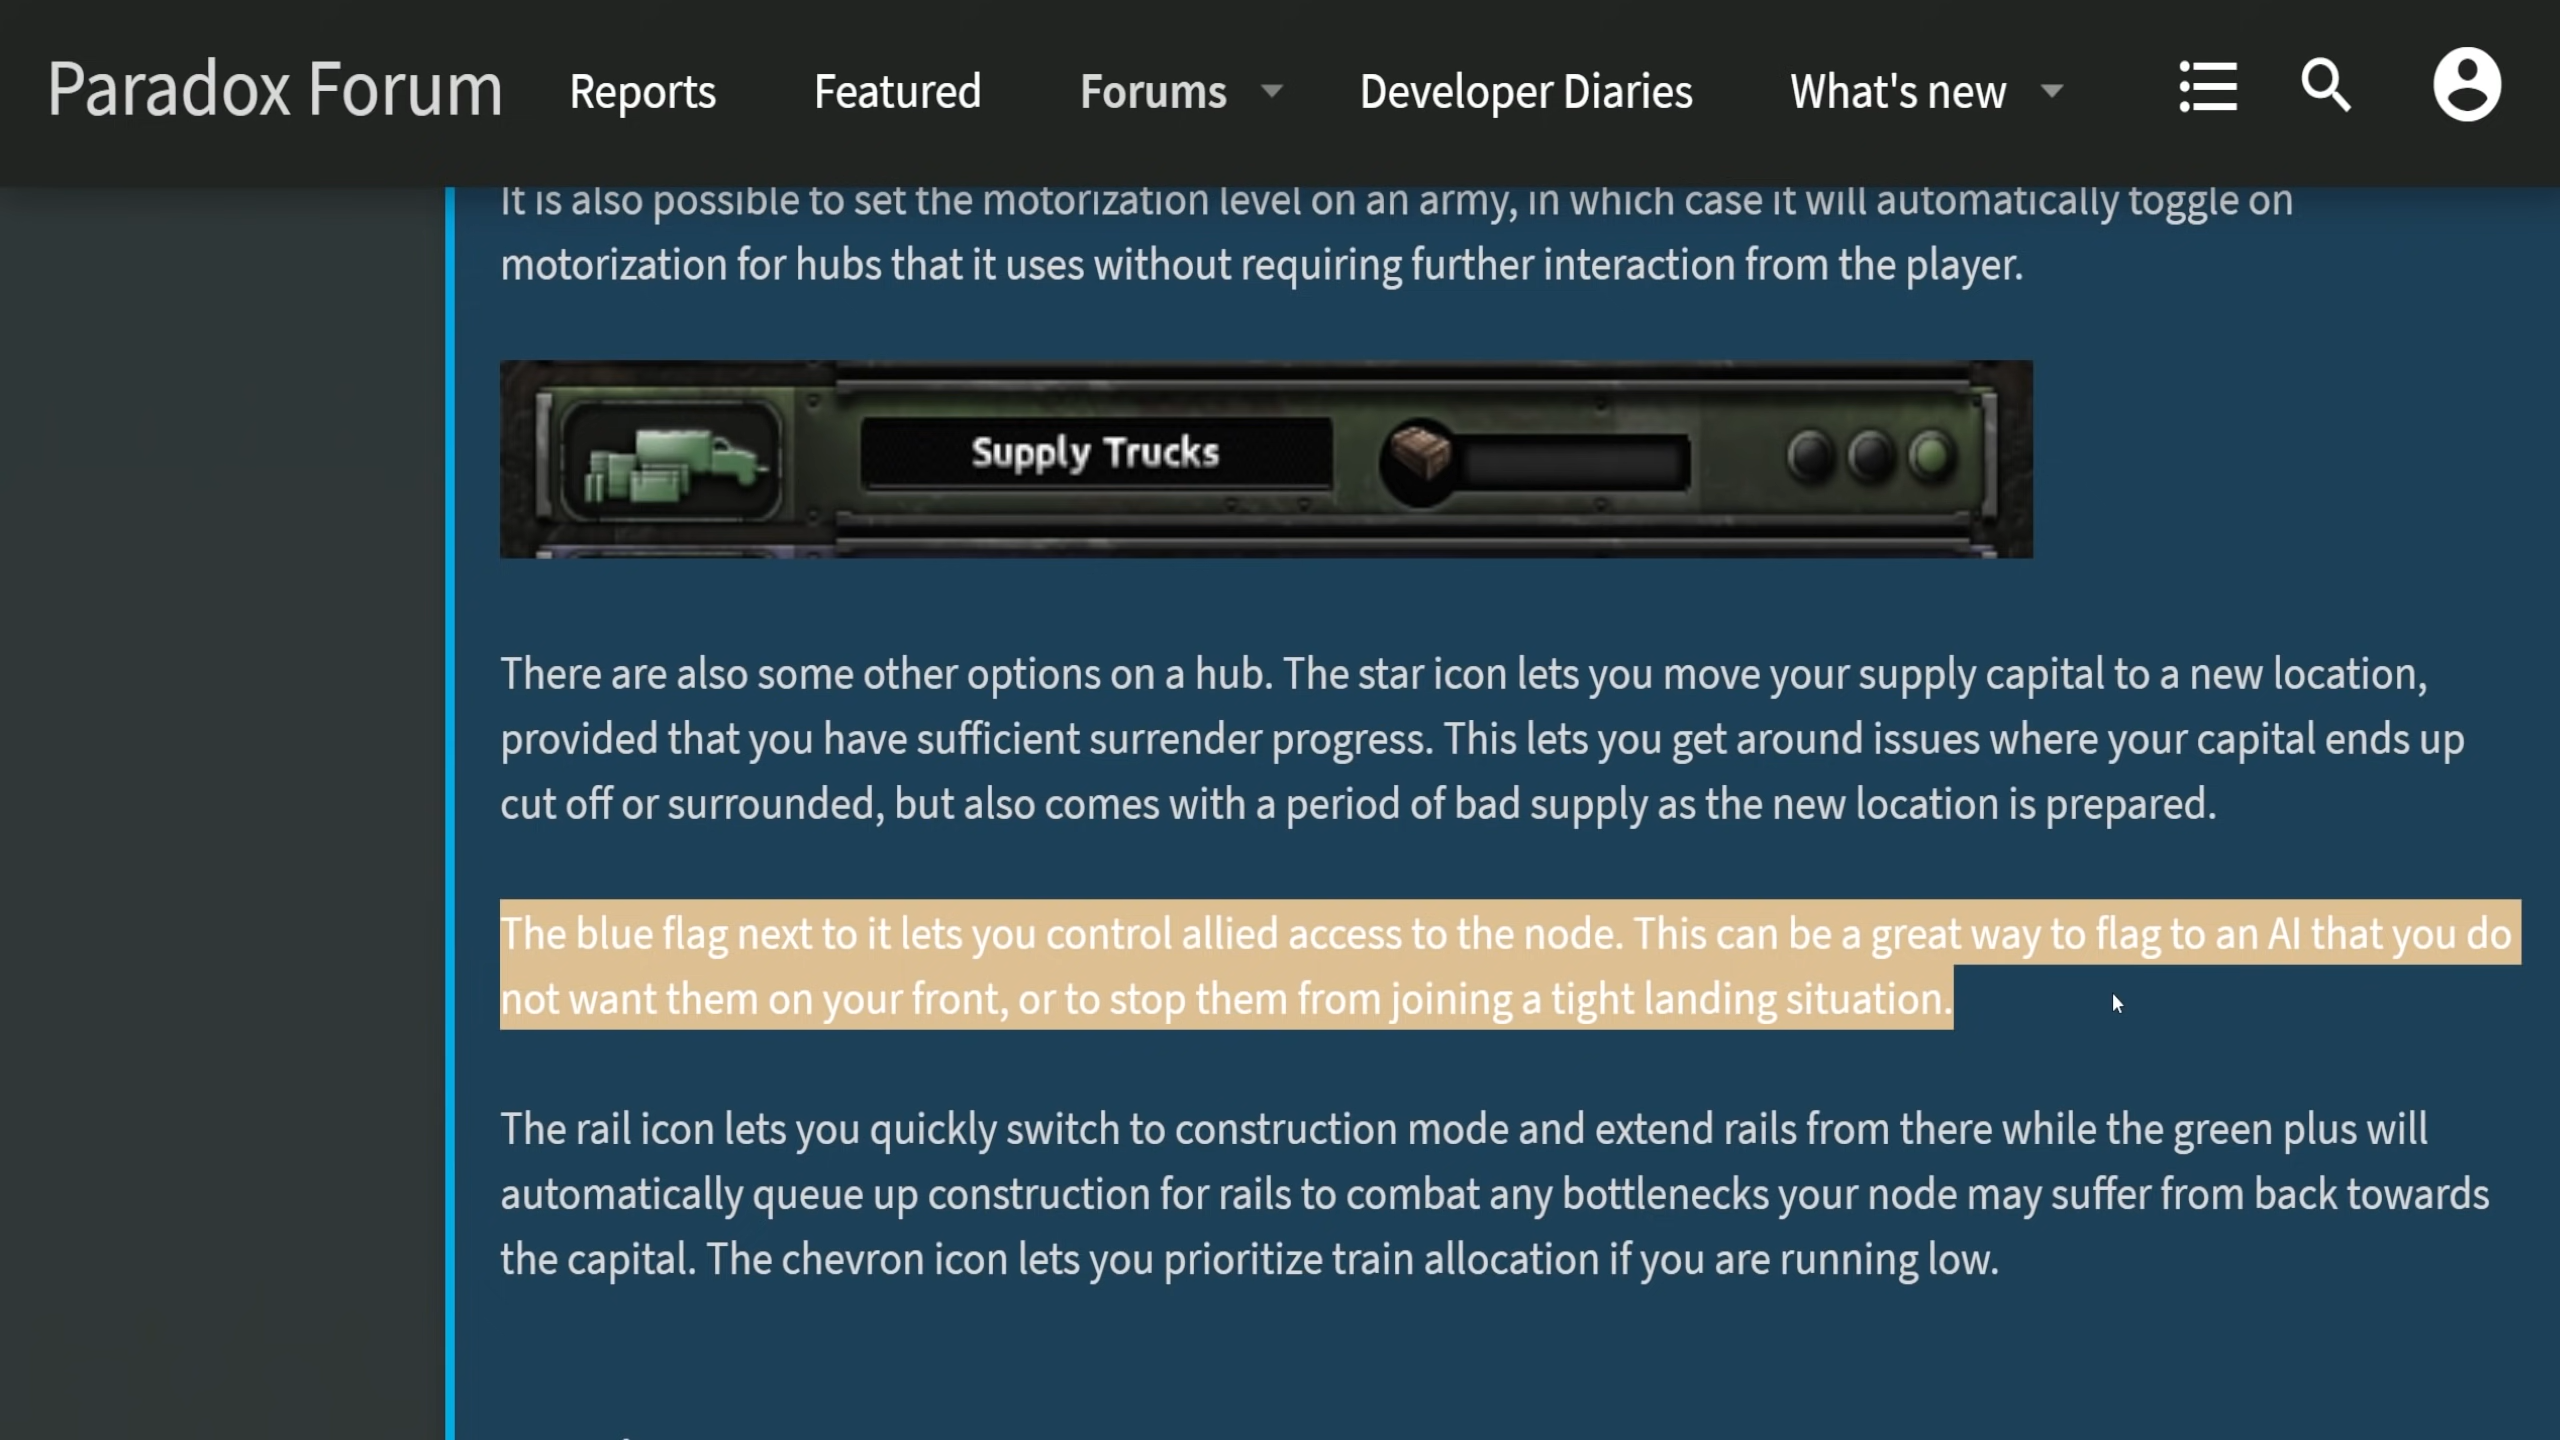 Paradox Forum Reports Featured Forums Developer Diaries What's new
It is also possible to set the motorization level on an army, in which case it will automatically toggle on
motorization for hubs that it uses without requiring further interaction from the player.
Supply Trucks
There are also some other options on a hub. The star icon lets you move your supply capital to a new location,
provided that you have sufficient surrender progress. This lets you get around issues where your capital ends up
cut off or surrounded, but also comes with a period of bad supply as the new location is prepared.
The blue flag next to it lets you control allied access to the node. This can be a great way to flag to an AI that you do
not want them on your front, or to stop them from joining a tight landing situation.
The rail icon lets you quickly switch to construction mode and extend rails from there while the green plus will
automatically queue up construction for rails to combat any bottlenecks your node may suffer from back towards
the capital. The chevron icon lets you prioritize train allocation if you are running low.